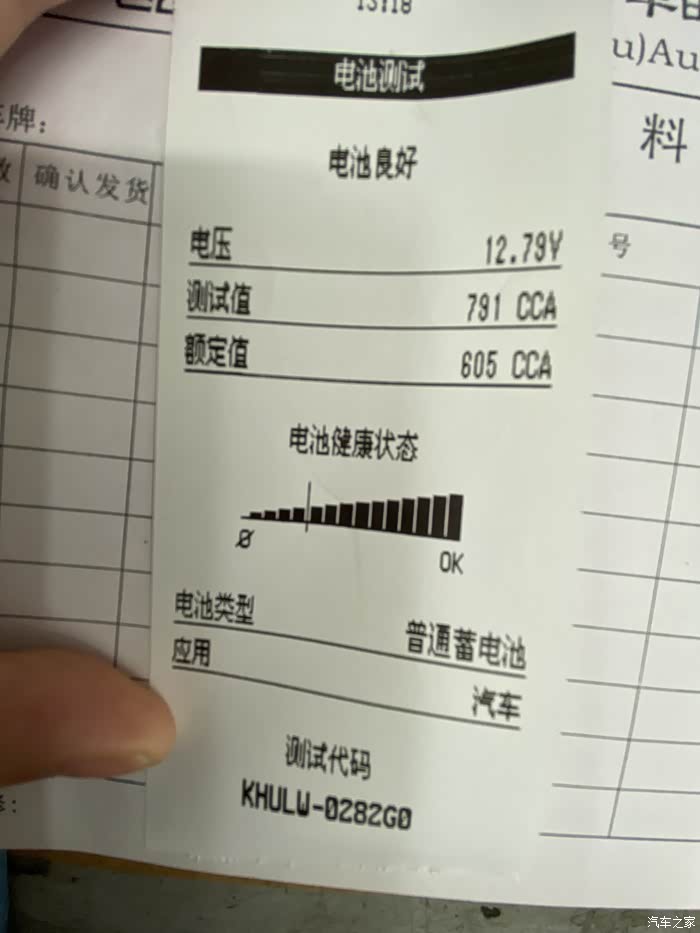 13:18
电池测试
u)Au
电池良好
料
牌:
确认发货
电压 12.79V
号
测试值 791 CCA
额定值 605 CCA
电池健康状态
0 OK
电池类型 普通蓄电池
应用 汽车
测试代码
KHULW-0282G0
汽车之家